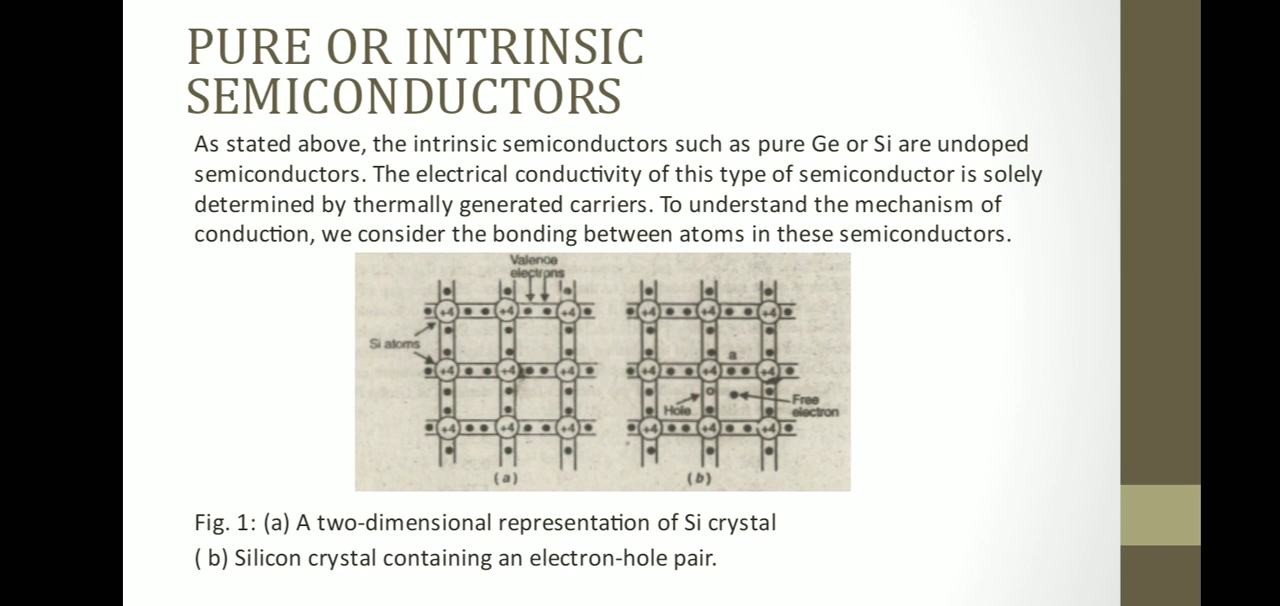 PURE OR INTRINSIC
SEMICONDUCTORS
As stated above, the intrinsic semiconductors such as pure Ge or Si are undoped
semiconductors. The electrical conductivity of this type of semiconductor is solely
determined by thermally generated carriers. To understand the mechanism of
conduction, we consider the bonding between atoms in these semiconductors.
Valence
electrons
+4 +4 +4
Si atoms
+4 +4 +4
+4 +4 +4
(a)
+4 +4 +4
a
+4 +4 +4
Hole
Free
electron
+4 +4 +4
(b)
Fig. 1: (a) A two-dimensional representation of Si crystal
( b) Silicon crystal containing an electron-hole pair.